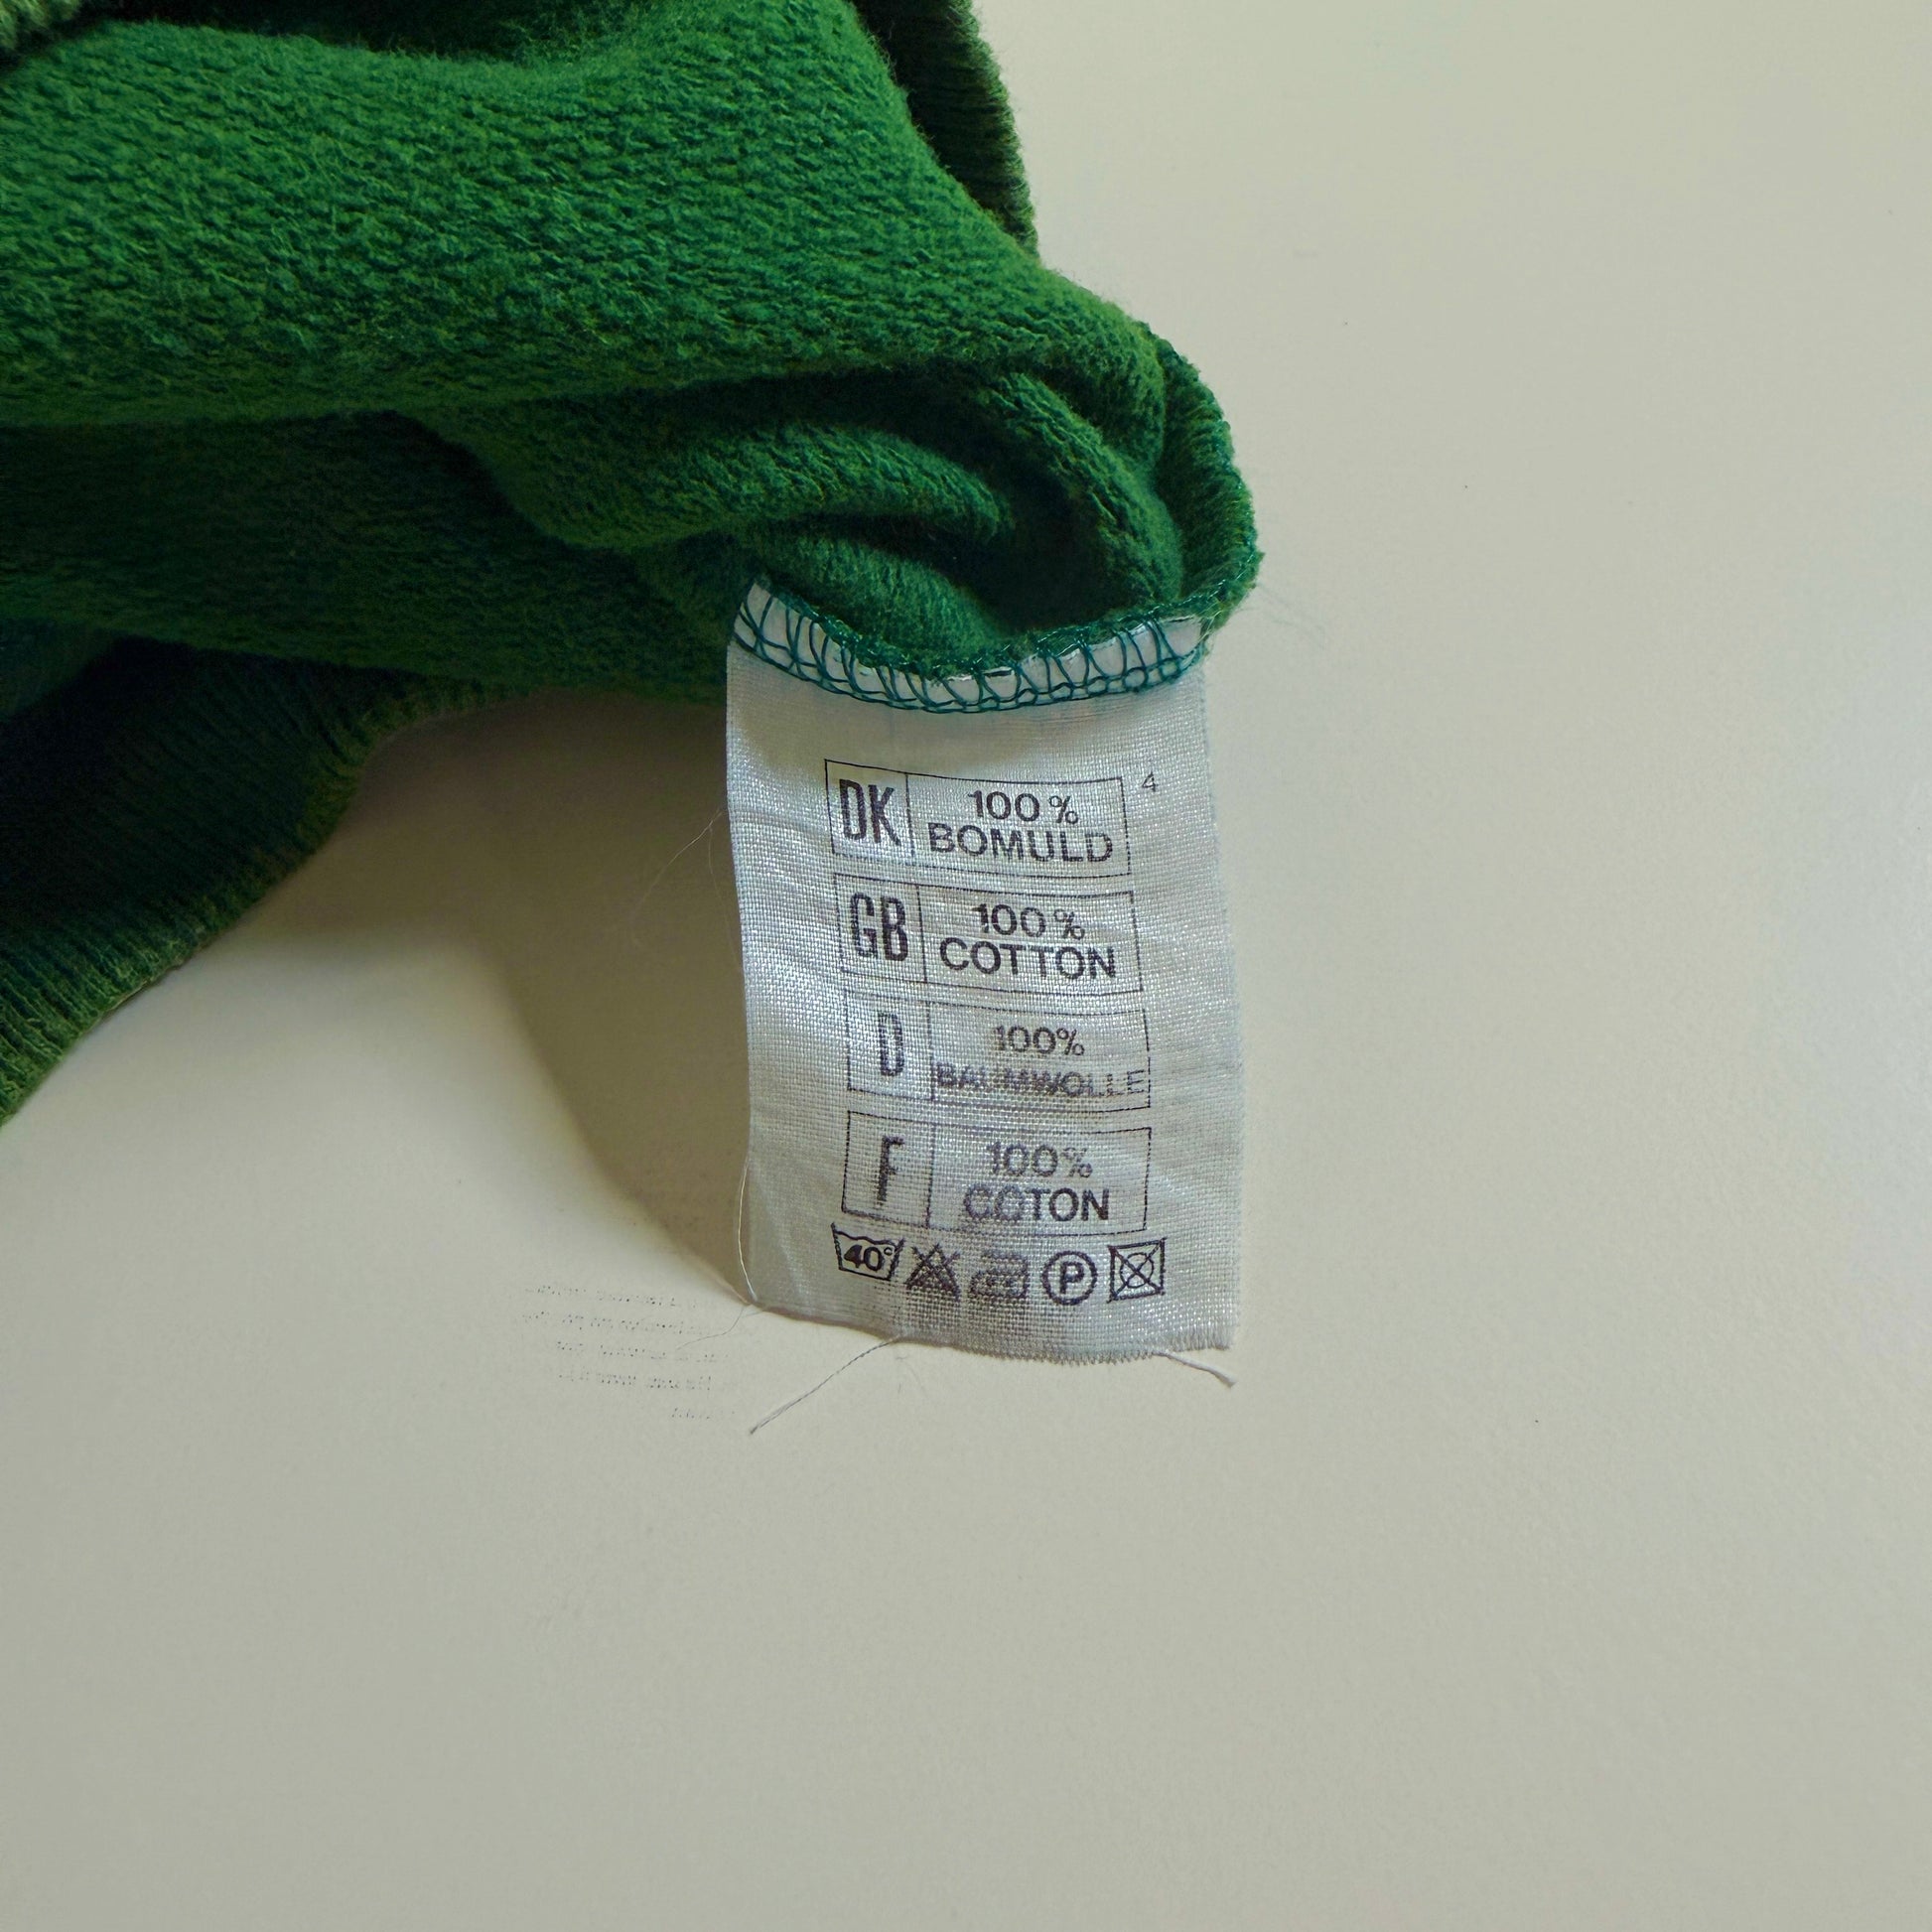 4
DK 100%
BOMULD
GB 100%
COTTON
D 100%
BAUMWOLLE
F 100%
COTON
40° P